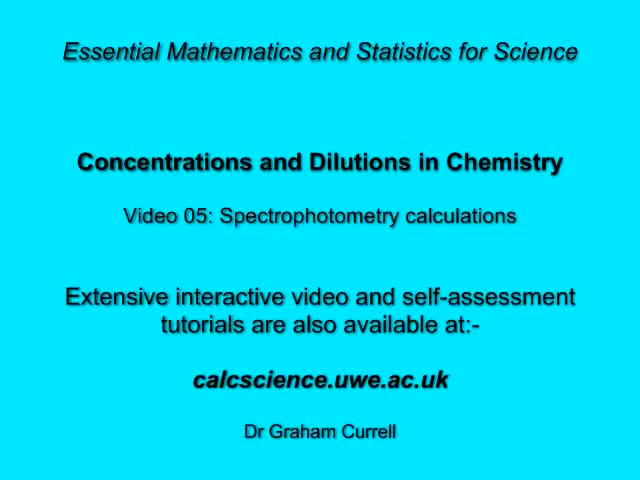 Essential Mathematics and Statistics for Science
Concentrations and Dilutions in Chemistry
Video 05: Spectrophotometry calculations
Extensive interactive video and self-assessment
tutorials are also available at:-
calcscience.uwe.ac.uk
Dr Graham Currell